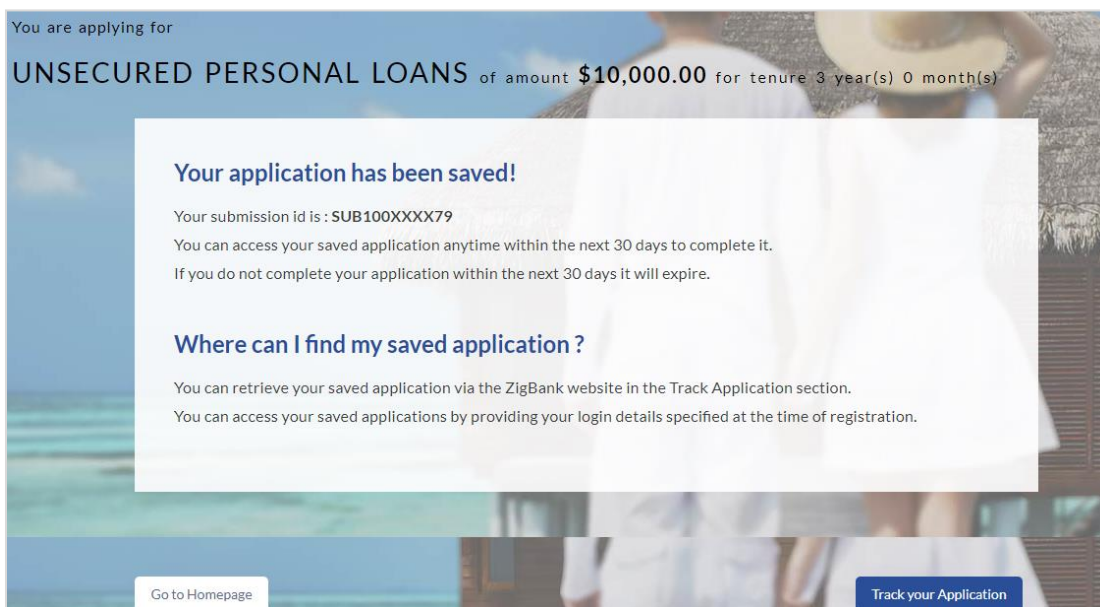 You are applying for
UNSECURED PERSONAL LOANS of amount $10,000.00 for tenure 3 year(s) 0 month(s)
Your application has been saved!
Your submission id is : SUB100XXXX79
You can access your saved application anytime within the next 30 days to complete it.
If you do not complete your application within the next 30 days it will expire.
Where can I find my saved application ?
You can retrieve your saved application via the ZigBank website in the Track Application section.
You can access your saved applications by providing your login details specified at the time of registration.
Go to Homepage
Track your Application